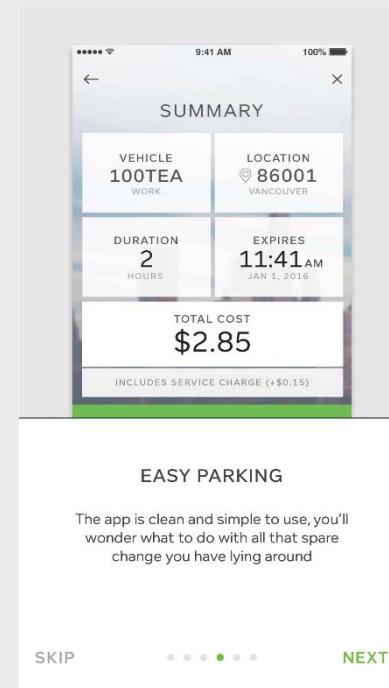 9:41 AM 100%
SUMMARY
VEHICLE
100TEA
WORK
LOCATION
86001
VANCOUVER
DURATION
2
HOURS
EXPIRES
11:41 AM
JAN 1, 2016
TOTAL COST
$2.85
INCLUDES SERVICE CHARGE (+$0.15)
EASY PARKING
The app is clean and simple to use, you'll
wonder what to do with all that spare
change you have lying around
SKIP NEXT